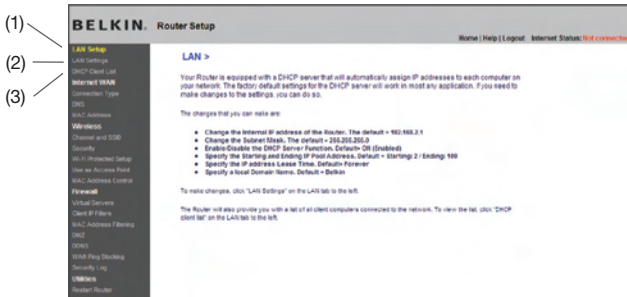 (1)
(2)
(3)
BELKIN. Router Setup
Home | Help | Logout Internet Status: Not connected
LAN Setup
LAN Settings
DHCP Client List
Internet WAN
Connection Type
DNS
MAC Address
Wireless
Channel and SSID
Security
Wi-Fi Protected Setup
Use as Access Point
MAC Address Control
Firewall
Virtual Servers
Client IP Filters
MAC Address Filtering
DMZ
DDNS
WAN Ping Blocking
Security Log
Utilities
Restart Router
LAN >
Your Router is equipped with a DHCP server that will automatically assign IP addresses to each computer on
your network. The factory default settings for the DHCP server will work in most any application. If you need to
make changes to the settings, you can do so.
The changes that you can make are:
Change the Internal IP address of the Router. The default = 192.168.2.1
Change the Subnet Mask. The default = 255.255.255.0
Enable/Disable the DHCP Server Function. Default= ON (Enabled)
Specify the Starting and Ending IP Pool Address. Default = Starting: 2 / Ending: 100
Specify the IP address Lease Time. Default= Forever
Specify a local Domain Name. Default = Belkin
To make changes, click "LAN Settings" on the LAN tab to the left.
The Router will also provide you with a list of all client computers connected to the network. To view the list, click "DHCP
client list" on the LAN tab to the left.